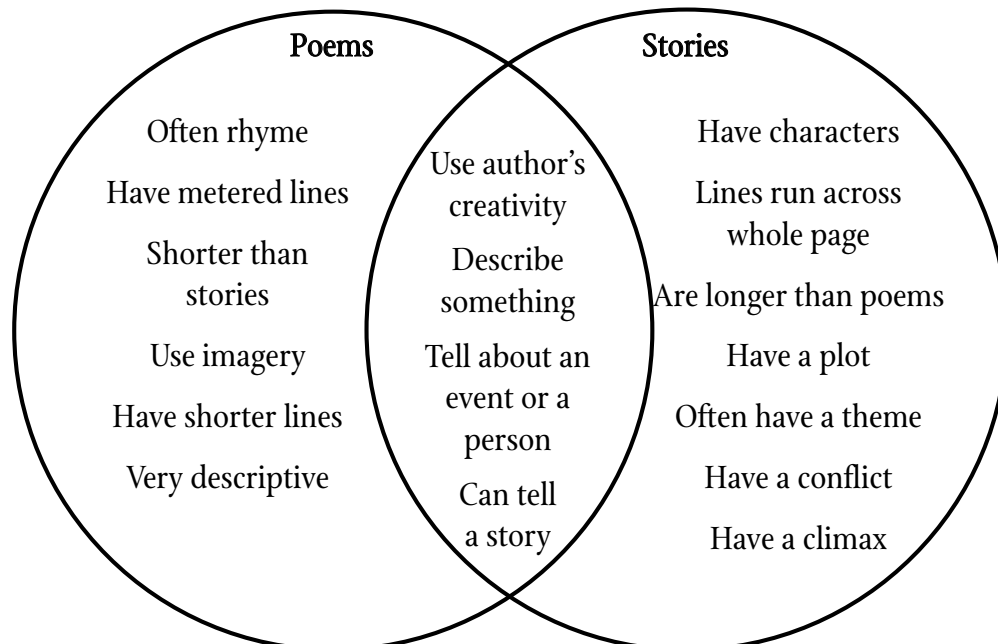 Poems
Often rhyme
Have metered lines
Shorter than
stories
Use imagery
Have shorter lines
Very descriptive
Use author’s
creativity
Describe
something
Tell about an
event or a
person
Can tell
a story
Stories
Have characters
Lines run across
whole page
Are longer than poems
Have a plot
Often have a theme
Have a conflict
Have a climax